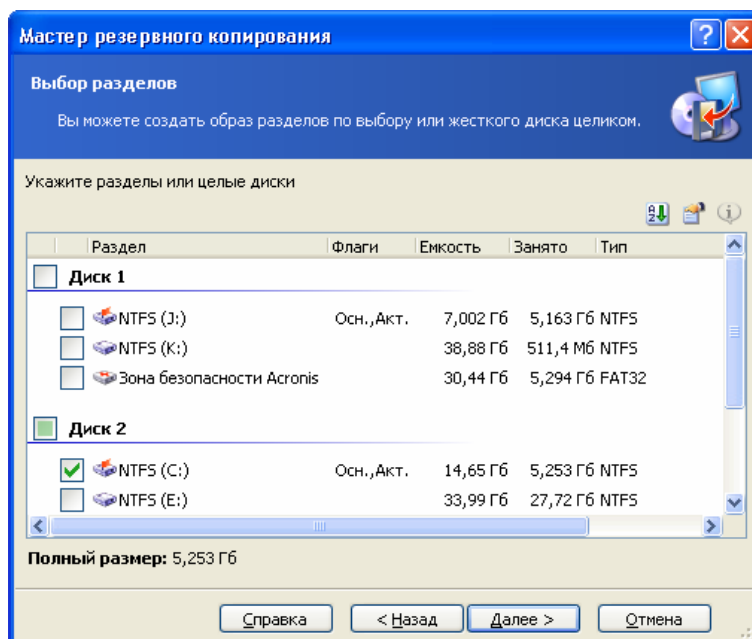 Мастер резервного копирования
Выбор разделов
Вы можете создать образ разделов по выбору или жесткого диска целиком.
Укажите разделы или целые диски
Раздел Флаги Емкость Занято Тип
Диск 1
NTFS (J:) Осн.,Акт. 7,002 Гб 5,163 Гб NTFS
NTFS (K:) 38,88 Гб 511,4 Мб NTFS
Зона безопасности Acronis 30,44 Гб 5,294 Гб FAT32
Диск 2
NTFS (C:) Осн.,Акт. 14,65 Гб 5,253 Гб NTFS
NTFS (E:) 33,99 Гб 27,72 Гб NTFS
Полный размер: 5,253 Гб
Справка < Назад Далее > Отмена